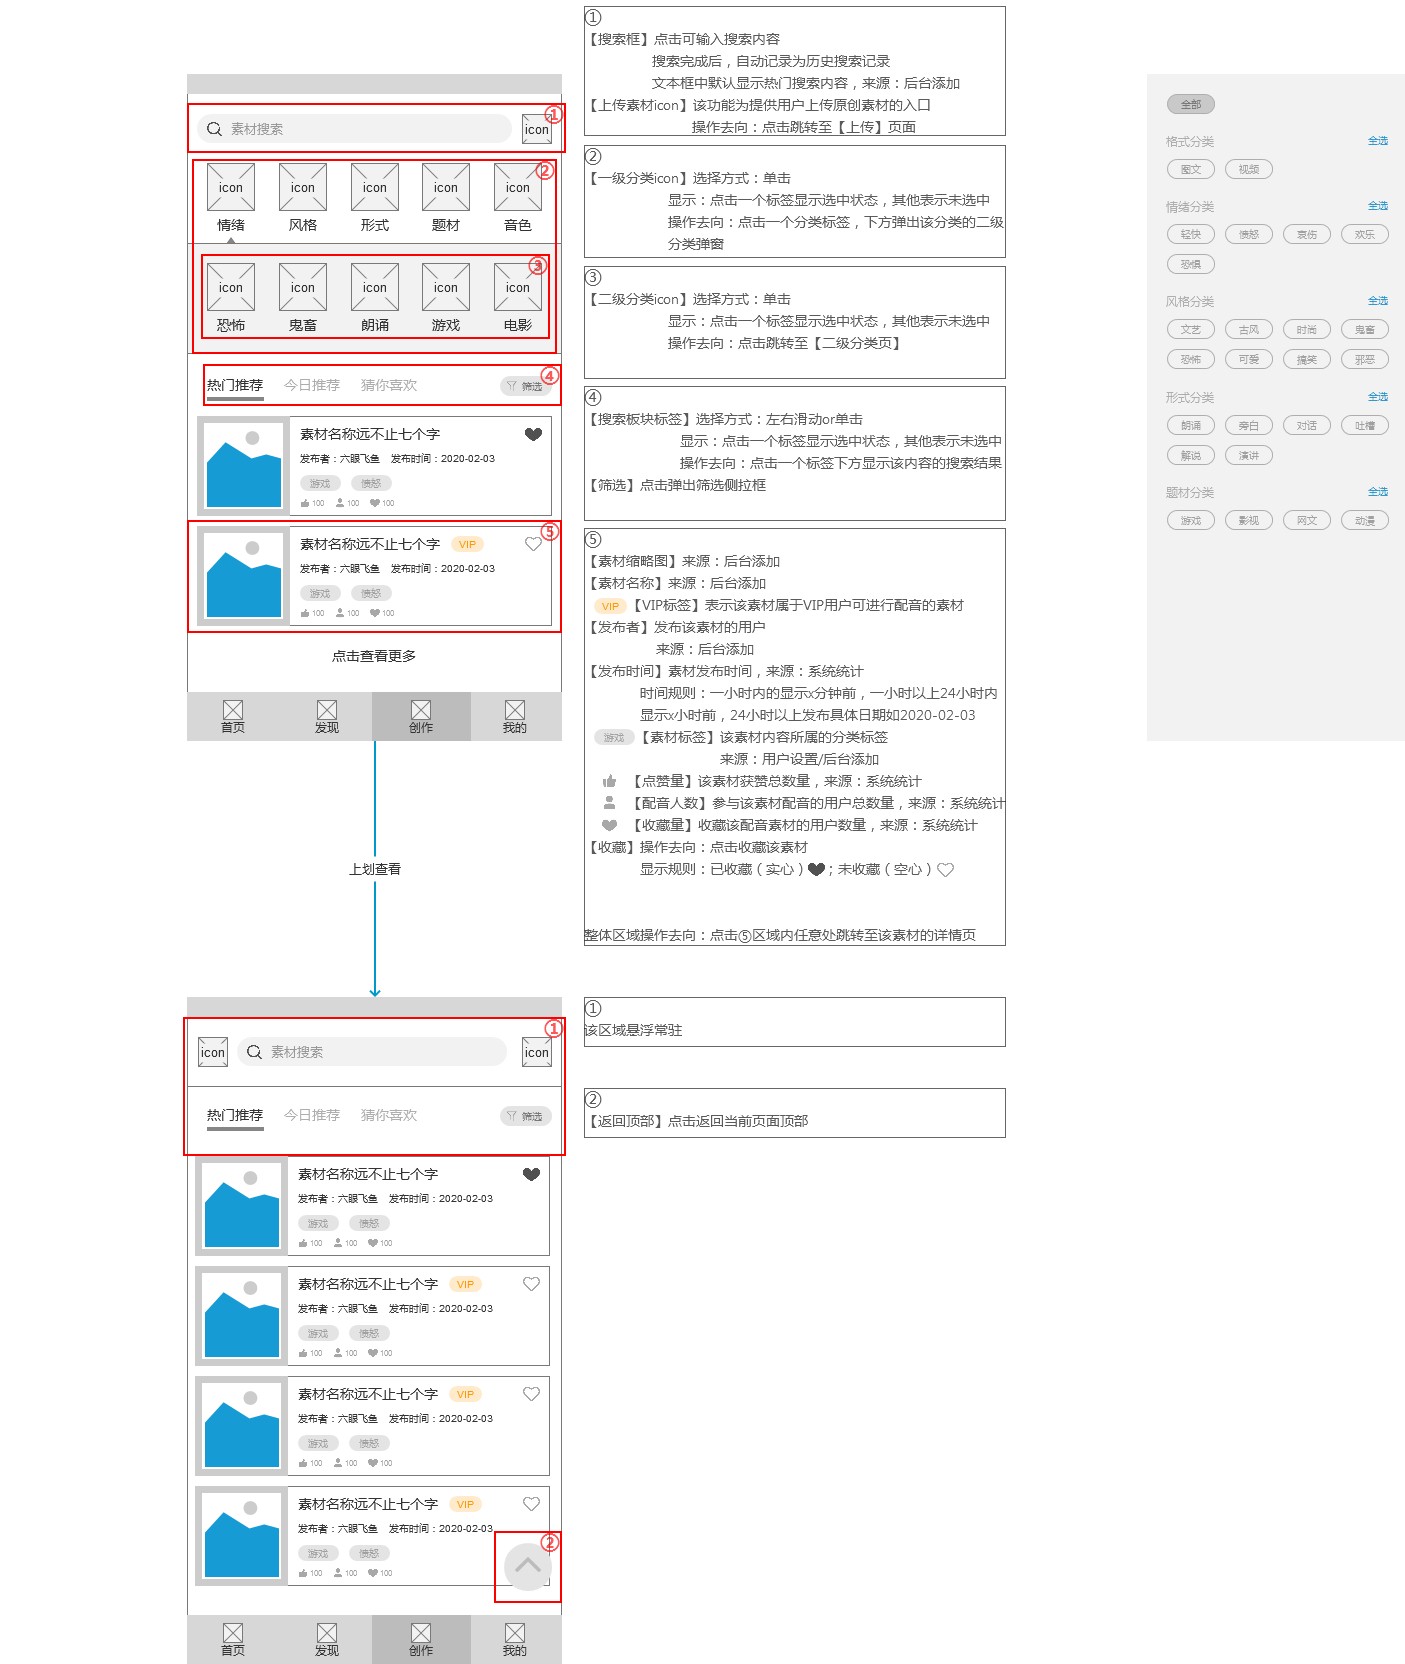 ①
素材搜索
icon
②
icon
icon
icon
icon
icon
情绪
风格
形式
题材
音色
③
icon
icon
icon
icon
icon
恐怖
鬼畜
朗诵
游戏
电影
④
热门推荐
今日推荐
猜你喜欢
筛选
素材名称远不止七个字
发布者：六眼飞鱼 发布时间：2020-02-03
游戏
愤怒
100
100
100
⑤
素材名称远不止七个字
VIP
发布者：六眼飞鱼 发布时间：2020-02-03
游戏
愤怒
100
100
100
点击查看更多
首页
发现
创作
我的
上划查看
①
【搜索框】点击可输入搜索内容
搜索完成后，自动记录为历史搜索记录
文本框中默认显示热门搜索内容，来源：后台添加
【上传素材icon】该功能为提供用户上传原创素材的入口
操作去向：点击跳转至【上传】页面
②
【一级分类icon】选择方式：单击
显示：点击一个标签显示选中状态，其他表示未选中
操作去向：点击一个分类标签，下方弹出该分类的二级
分类弹窗
③
【二级分类icon】选择方式：单击
显示：点击一个标签显示选中状态，其他表示未选中
操作去向：点击跳转至【二级分类页】
④
【搜索板块标签】选择方式：左右滑动or单击
显示：点击一个标签显示选中状态，其他表示未选中
操作去向：点击一个标签下方显示该内容的搜索结果
【筛选】点击弹出筛选侧拉框
⑤
【素材缩略图】来源：后台添加
【素材名称】来源：后台添加
VIP 【VIP标签】表示该素材属于VIP用户可进行配音的素材
【发布者】发布该素材的用户
来源：后台添加
【发布时间】素材发布时间，来源：系统统计
时间规则：一小时内的显示x分钟前，一小时以上24小时内
显示x小时前，24小时以上发布具体日期如2020-02-03
游戏 【素材标签】该素材内容所属的分类标签
来源：用户设置/后台添加
【点赞量】该素材获赞总数量，来源：系统统计
【配音人数】参与该素材配音的用户总数量，来源：系统统计
【收藏量】收藏该配音素材的用户数量，来源：系统统计
【收藏】操作去向：点击收藏该素材
显示规则：已收藏（实心）；未收藏（空心）
整体区域操作去向：点击⑤区域内任意处跳转至该素材的详情页
全部
格式分类
全选
图文
视频
情绪分类
全选
轻快
愤怒
哀伤
欢乐
恐惧
风格分类
全选
文艺
古风
时尚
鬼畜
恐怖
可爱
搞笑
邪恶
形式分类
全选
朗诵
旁白
对话
吐槽
解说
演讲
题材分类
全选
游戏
影视
网文
动漫
①
icon
素材搜索
icon
热门推荐
今日推荐
猜你喜欢
筛选
素材名称远不止七个字
发布者：六眼飞鱼 发布时间：2020-02-03
游戏
愤怒
100
100
100
素材名称远不止七个字
VIP
发布者：六眼飞鱼 发布时间：2020-02-03
游戏
愤怒
100
100
100
素材名称远不止七个字
VIP
发布者：六眼飞鱼 发布时间：2020-02-03
游戏
愤怒
100
100
100
素材名称远不止七个字
VIP
发布者：六眼飞鱼 发布时间：2020-02-03
游戏
愤怒
100
100
100
②
首页
发现
创作
我的
①
该区域悬浮常驻
②
【返回顶部】点击返回当前页面顶部